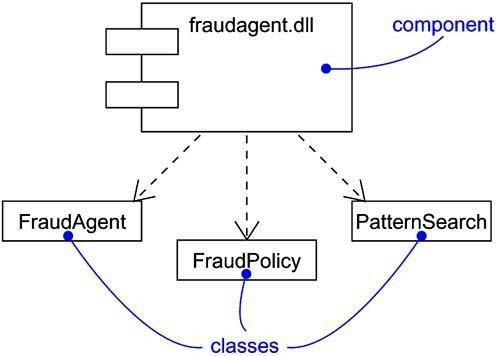 fraudagent.dll
component
FraudAgent
PatternSearch
FraudPolicy
classes